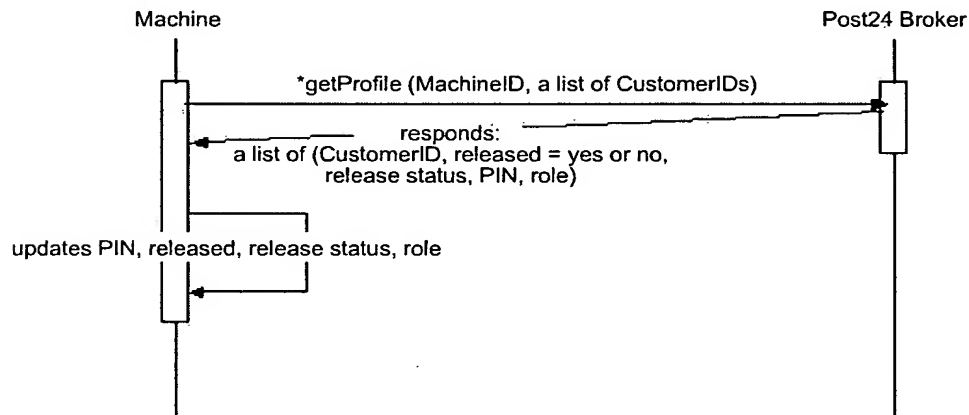 Machine
Post24 Broker
*getProfile (MachineID, a list of CustomerIDs)
responds:
a list of (CustomerID, released = yes or no,
release status, PIN, role)
updates PIN, released, release status, role